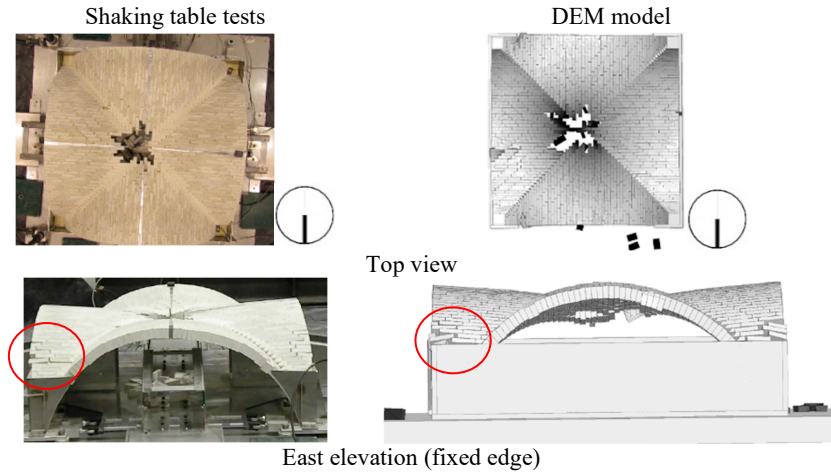 Shaking table tests
DEM model
Top view
East elevation (fixed edge)